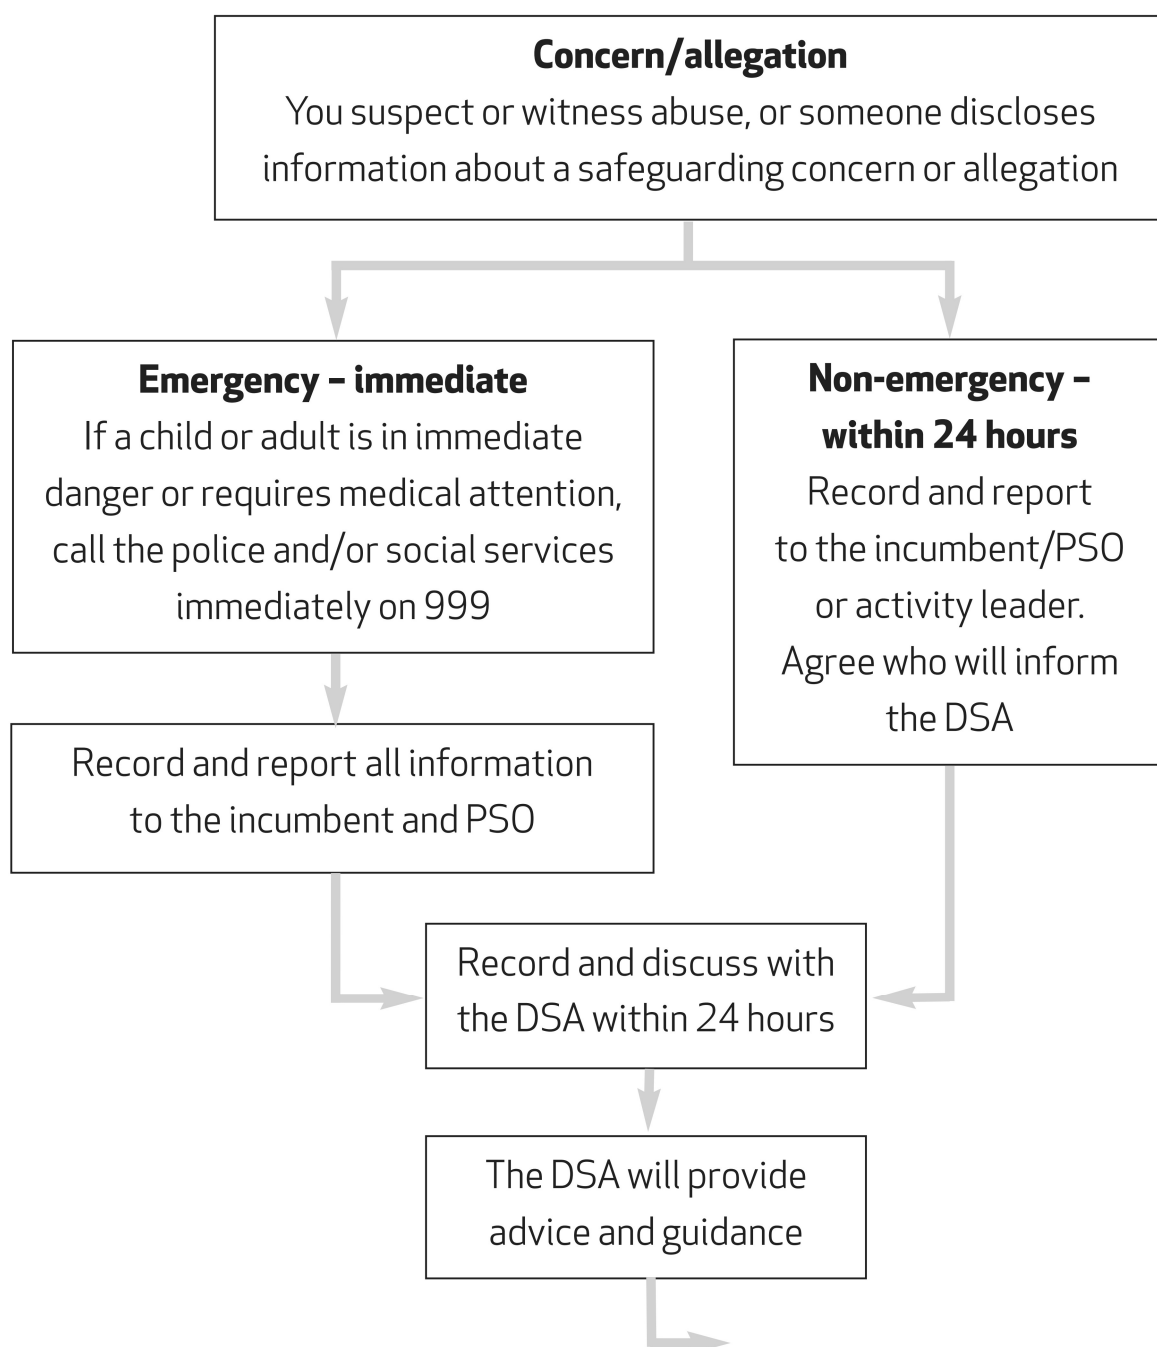 Concern/allegation
You suspect or witness abuse, or someone discloses
information about a safeguarding concern or allegation
Emergency – immediate
If a child or adult is in immediate
danger or requires medical attention,
call the police and/or social services
immediately on 999
Non-emergency –
within 24 hours
Record and report
to the incumbent/PSO
or activity leader.
Agree who will inform
the DSA
Record and report all information
to the incumbent and PSO
Record and discuss with
the DSA within 24 hours
The DSA will provide
advice and guidance